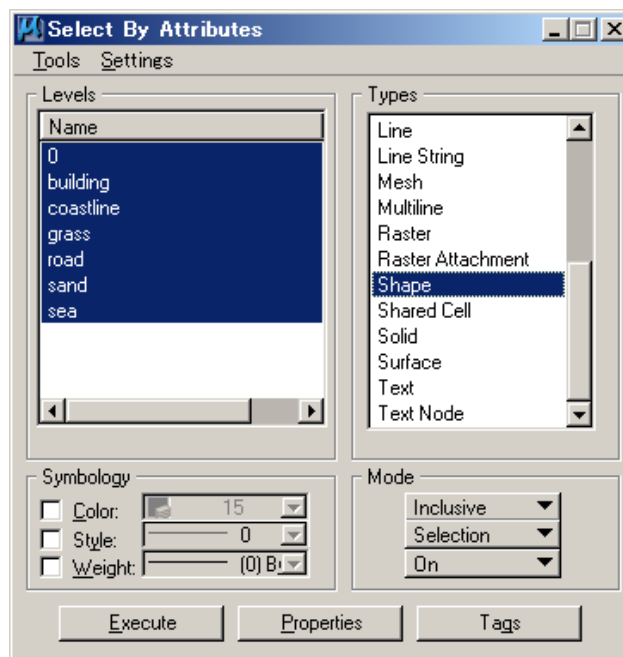 Select By Attributes
Tools Settings
Levels
Name
0
building
coastline
grass
road
sand
sea
Types
Line
Line String
Mesh
Multiline
Raster
Raster Attachment
Shape
Shared Cell
Solid
Surface
Text
Text Node
Symbology
Color: 15
Style: 0
Weight: (0)
Mode
Inclusive
Selection
On
Execute Properties Tags